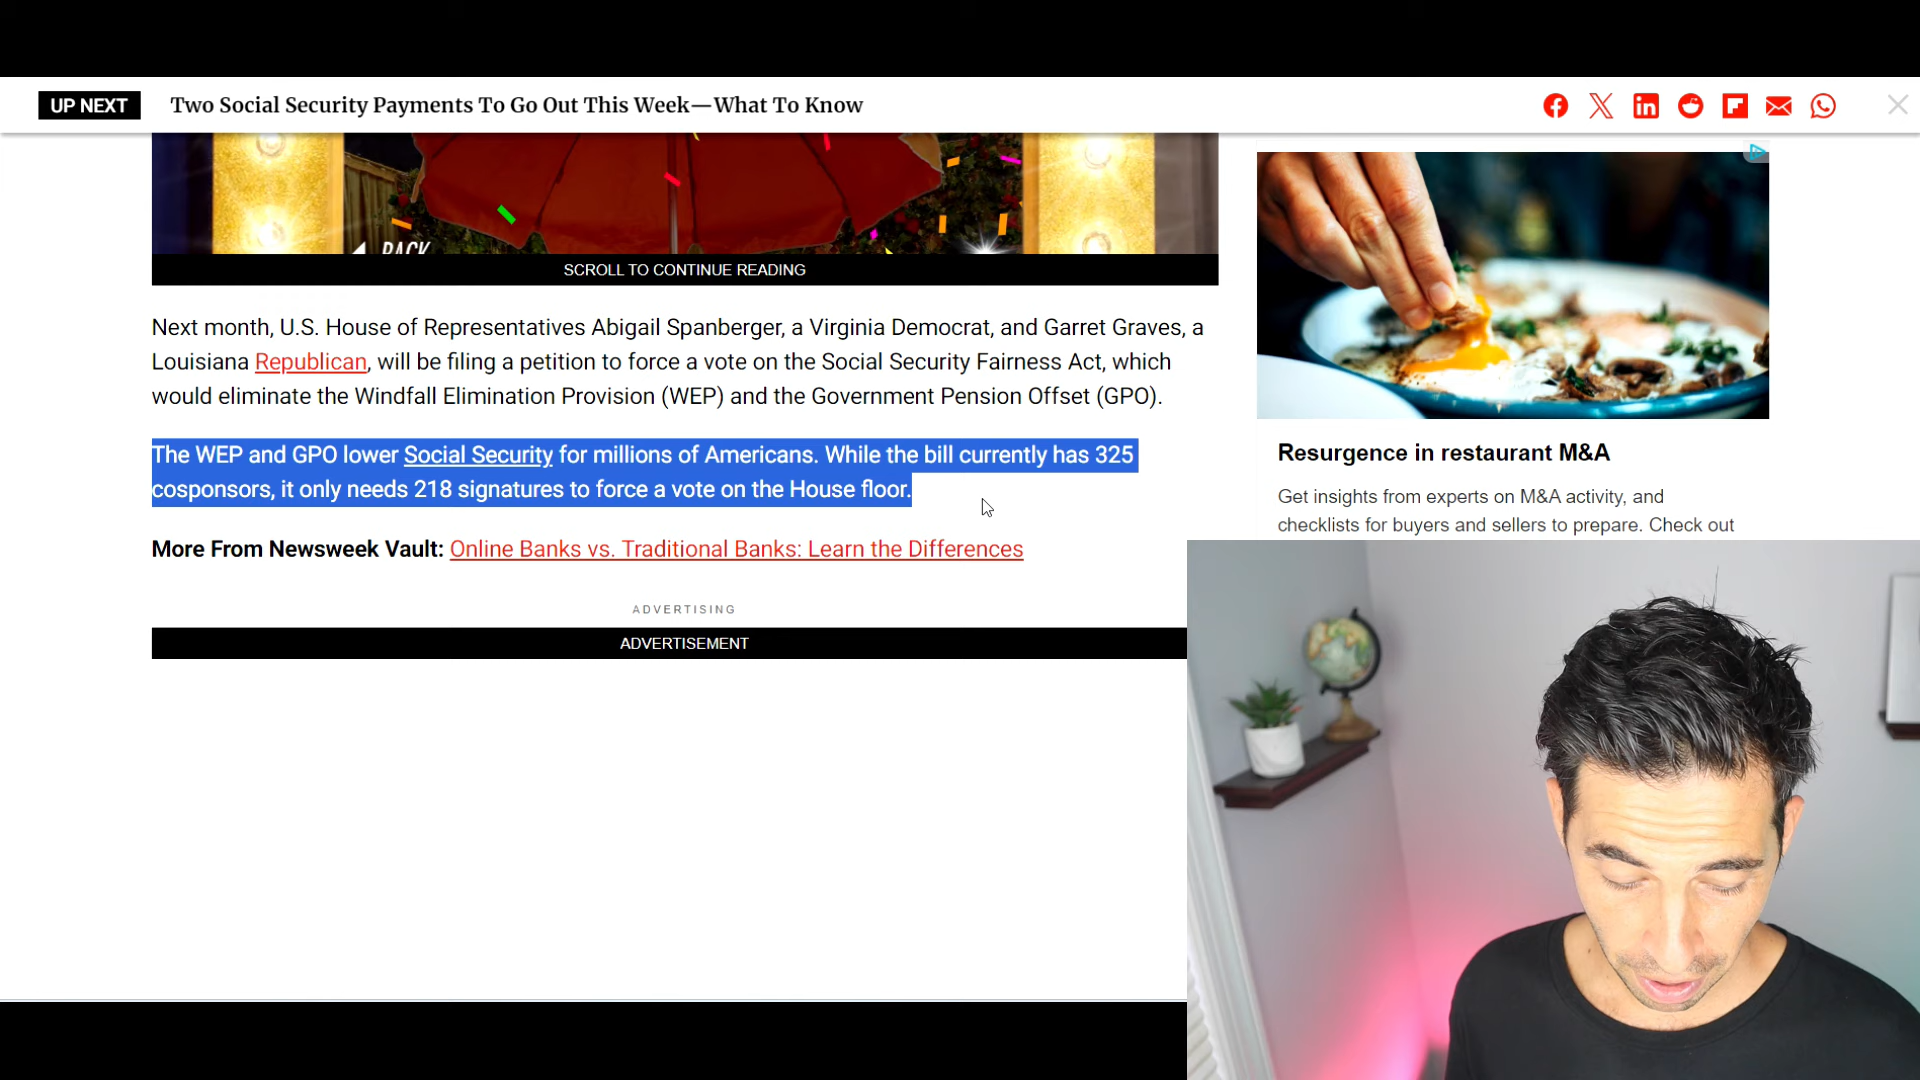 UP NEXT
Two Social Security Payments To Go Out This Week—What To Know
BACK
SCROLL TO CONTINUE READING
Next month, U.S. House of Representatives Abigail Spanberger, a Virginia Democrat, and Garret Graves, a
Louisiana Republican, will be filing a petition to force a vote on the Social Security Fairness Act, which
would eliminate the Windfall Elimination Provision (WEP) and the Government Pension Offset (GPO).
The WEP and GPO lower Social Security for millions of Americans. While the bill currently has 325
cosponsors, it only needs 218 signatures to force a vote on the House floor.
More From Newsweek Vault: Online Banks vs. Traditional Banks: Learn the Differences
ADVERTISING
ADVERTISEMENT
Resurgence in restaurant M&A
Get insights from experts on M&A activity, and
checklists for buyers and sellers to prepare. Check out